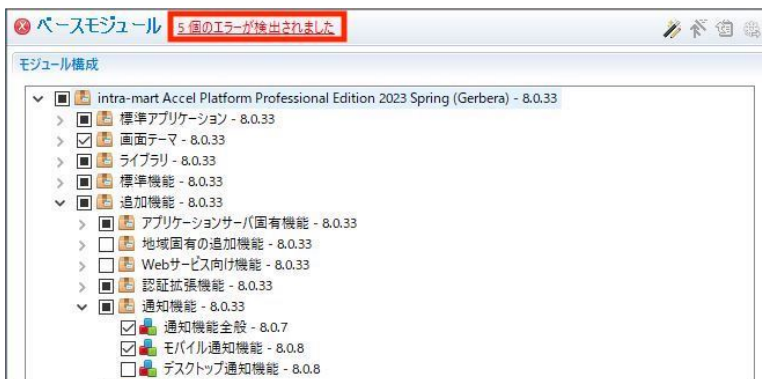 ベースモジュール 5 個のエラーが検出されました
モジュール構成
intra-mart Accel Platform Professional Edition 2023 Spring (Gerbera) - 8.0.33
標準アプリケーション - 8.0.33
画面テーマ - 8.0.33
ライブラリ - 8.0.33
標準機能 - 8.0.33
追加機能 - 8.0.33
アプリケーションサーバ固有機能 - 8.0.33
地域固有の追加機能 - 8.0.33
Webサービス向け機能 - 8.0.33
認証拡張機能 - 8.0.33
通知機能 - 8.0.33
通知機能全般 - 8.0.7
モバイル通知機能 - 8.0.8
デスクトップ通知機能 - 8.0.8